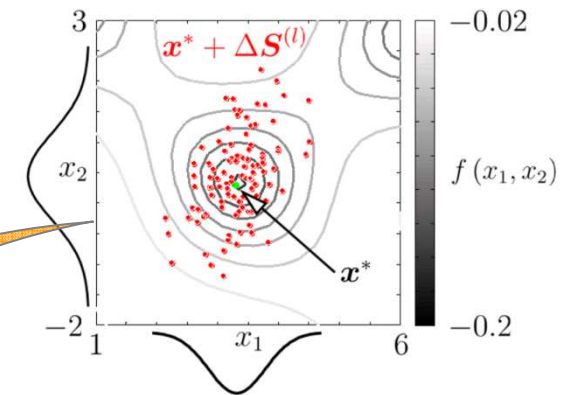 3
x* + ΔS^(l)
−0.02
x₂
f (x₁, x₂)
x*
−2
−0.2
1
x₁
6